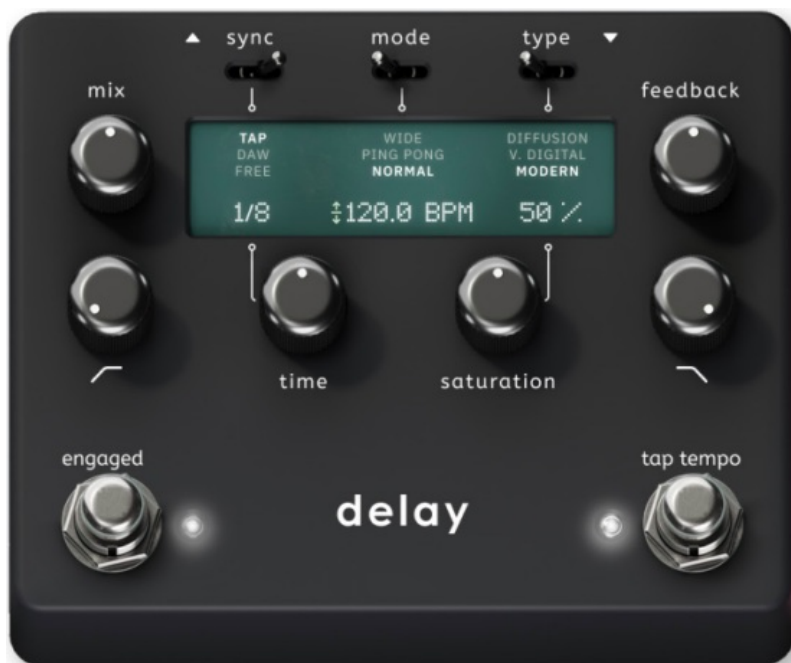 sync mode type
mix
feedback
TAP WIDE DIFFUSION
DAW PING PONG V. DIGITAL
FREE NORMAL MODERN
1/8 120.0 BPM 50 %
time saturation
engaged
tap tempo
delay